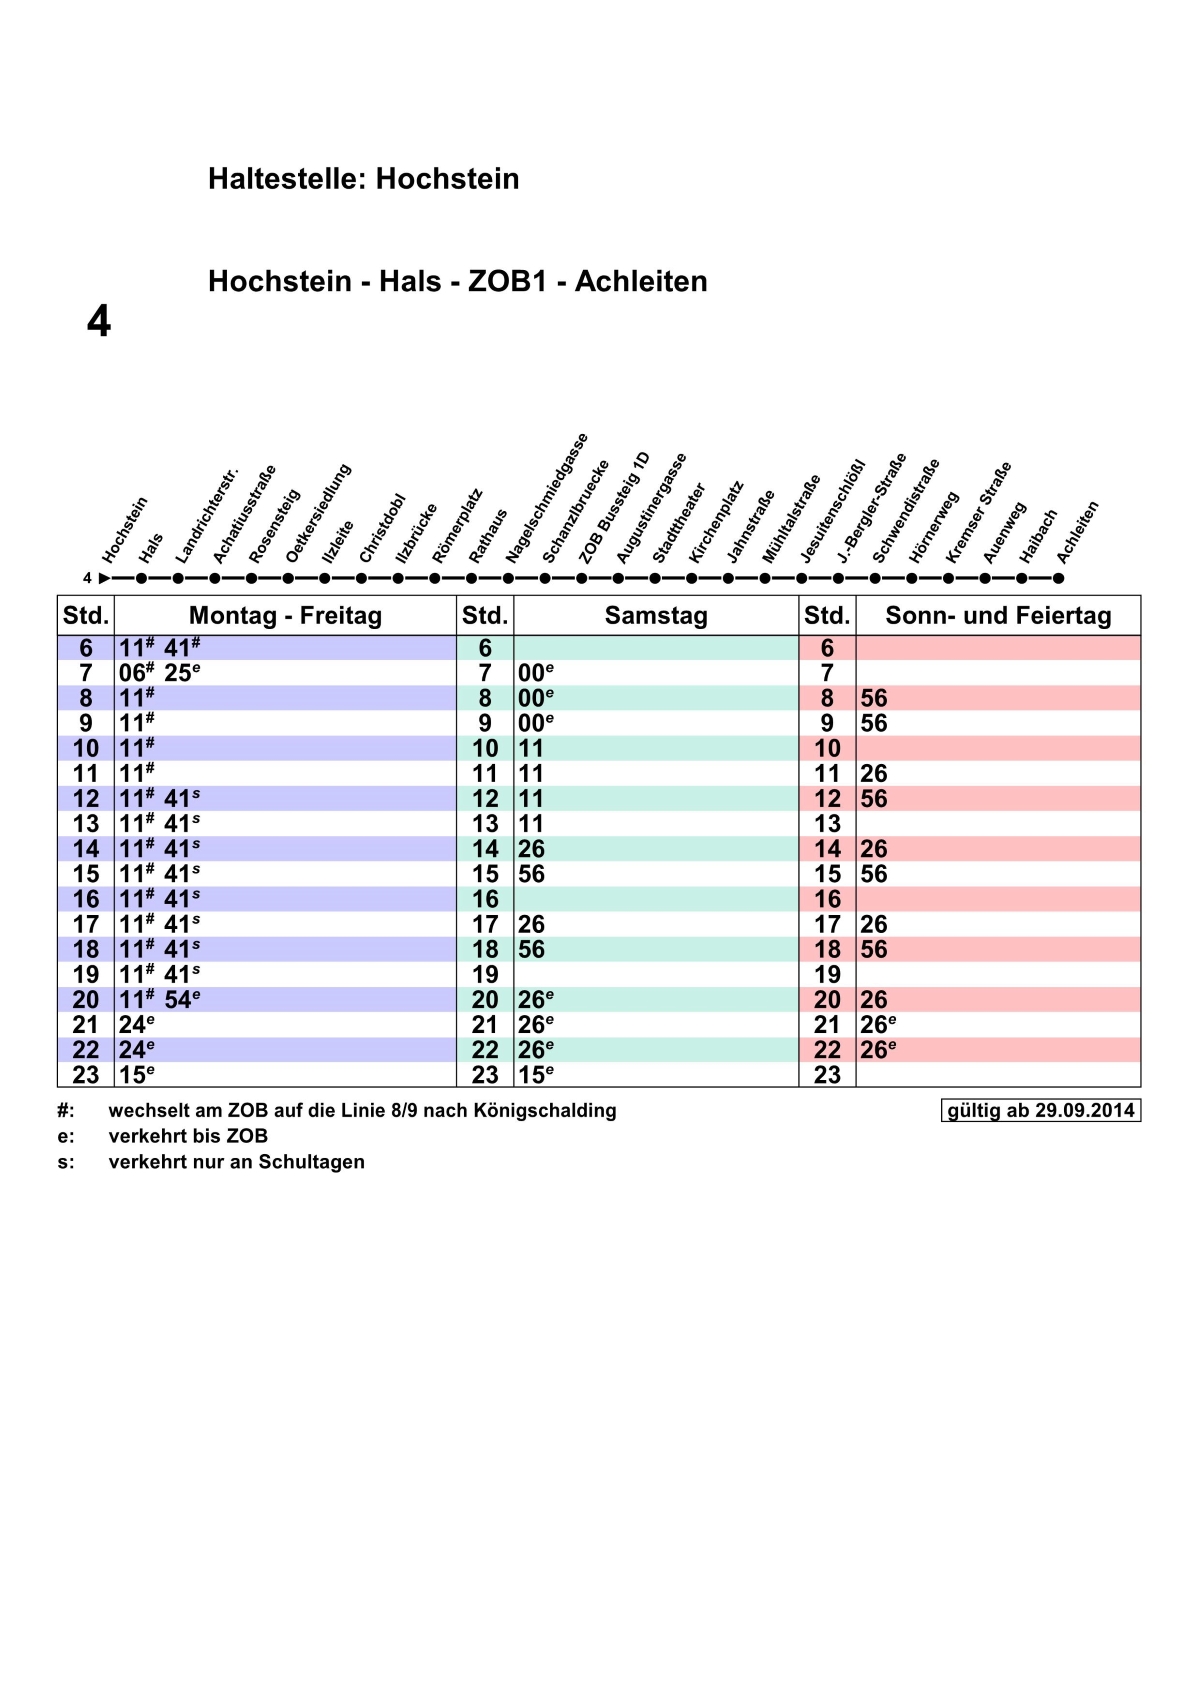 Haltestelle: Hochstein
Hochstein - Hals - ZOB1 - Achleiten
4
4 Hochstein Hals Landrichterstr. Achatiusstraße Rosensteig Oetkersiedlung Ilzleite Christdobl Ilzbrücke Römerplatz Rathaus Nagelschmiedgasse Schanzlbruecke ZOB Bussteig 1D Augustinergasse Stadttheater Kirchenplatz Jahnstraße Mühltalstraße Jesuitenschlößl J.-Bergler-Straße Schwendistraße Hörnerweg Kremser Straße Auenweg Haibach Achleiten
Std. Montag - Freitag Std. Samstag Std. Sonn- und Feiertag
6 11# 41# 6 6
7 06# 25e 7 00e 7
8 11# 8 00e 8 56
9 11# 9 00e 9 56
10 11# 10 11 10
11 11# 11 11 11 26
12 11# 41s 12 11 12 56
13 11# 41s 13 11 13
14 11# 41s 14 26 14 26
15 11# 41s 15 56 15 56
16 11# 41s 16 16
17 11# 41s 17 26 17 26
18 11# 41s 18 56 18 56
19 11# 41s 19 19
20 11# 54e 20 26e 20 26
21 24e 21 26e 21 26e
22 24e 22 26e 22 26e
23 15e 23 15e 23
#: wechselt am ZOB auf die Linie 8/9 nach Königschalding gültig ab 29.09.2014
e: verkehrt bis ZOB
s: verkehrt nur an Schultagen